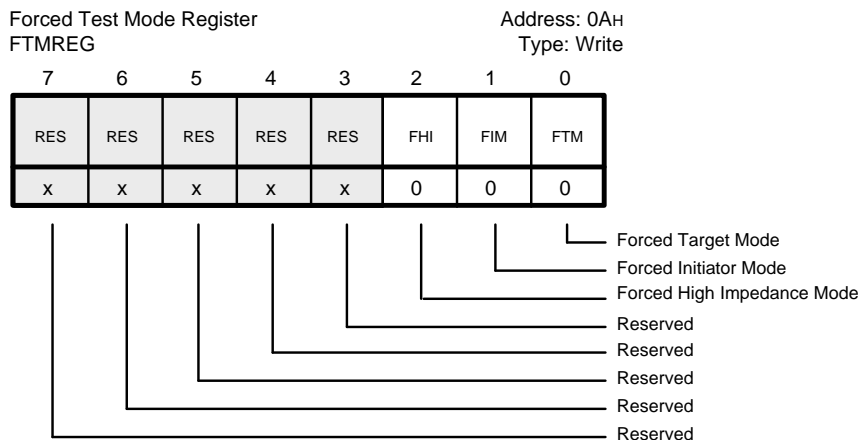 Forced Test Mode Register Address: 0AH
FTMREG Type: Write
7 6 5 4 3 2 1 0
RES RES RES RES RES FHI FIM FTM
x x x x x 0 0 0
Forced Target Mode
Forced Initiator Mode
Forced High Impedance Mode
Reserved
Reserved
Reserved
Reserved
Reserved